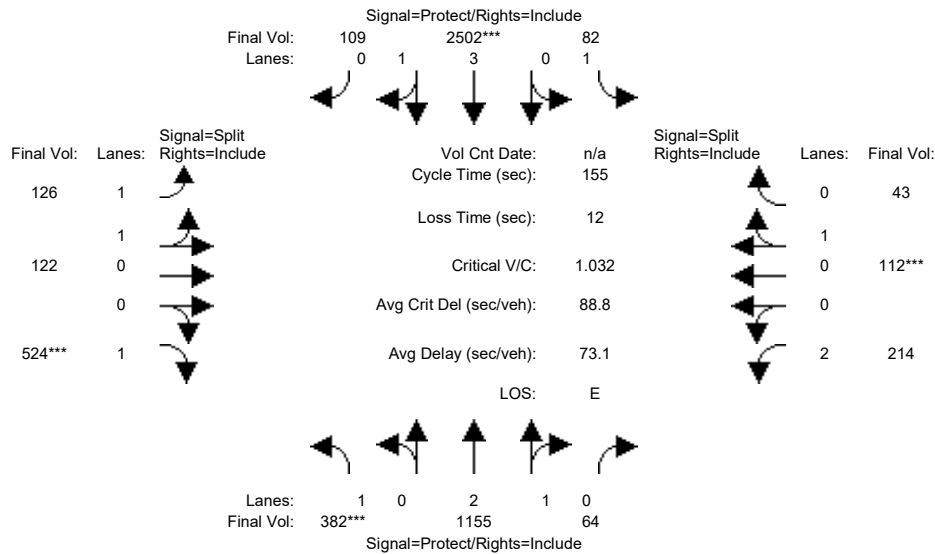 Signal=Protect/Rights=Include
Final Vol: 109 2502*** 82
Lanes: 0 1 3 0 1
Signal=Split
Final Vol: Lanes: Rights=Include
Vol Cnt Date: n/a
Signal=Split
Rights=Include Lanes: Final Vol:
Cycle Time (sec): 155
126 1
0 43
Loss Time (sec): 12
1
1
122 0
Critical V/C: 1.032
0 112***
0
Avg Crit Del (sec/veh): 88.8
0
524*** 1
Avg Delay (sec/veh): 73.1
2 214
LOS: E
Lanes: 1 0 2 1 0
Final Vol: 382*** 1155 64
Signal=Protect/Rights=Include